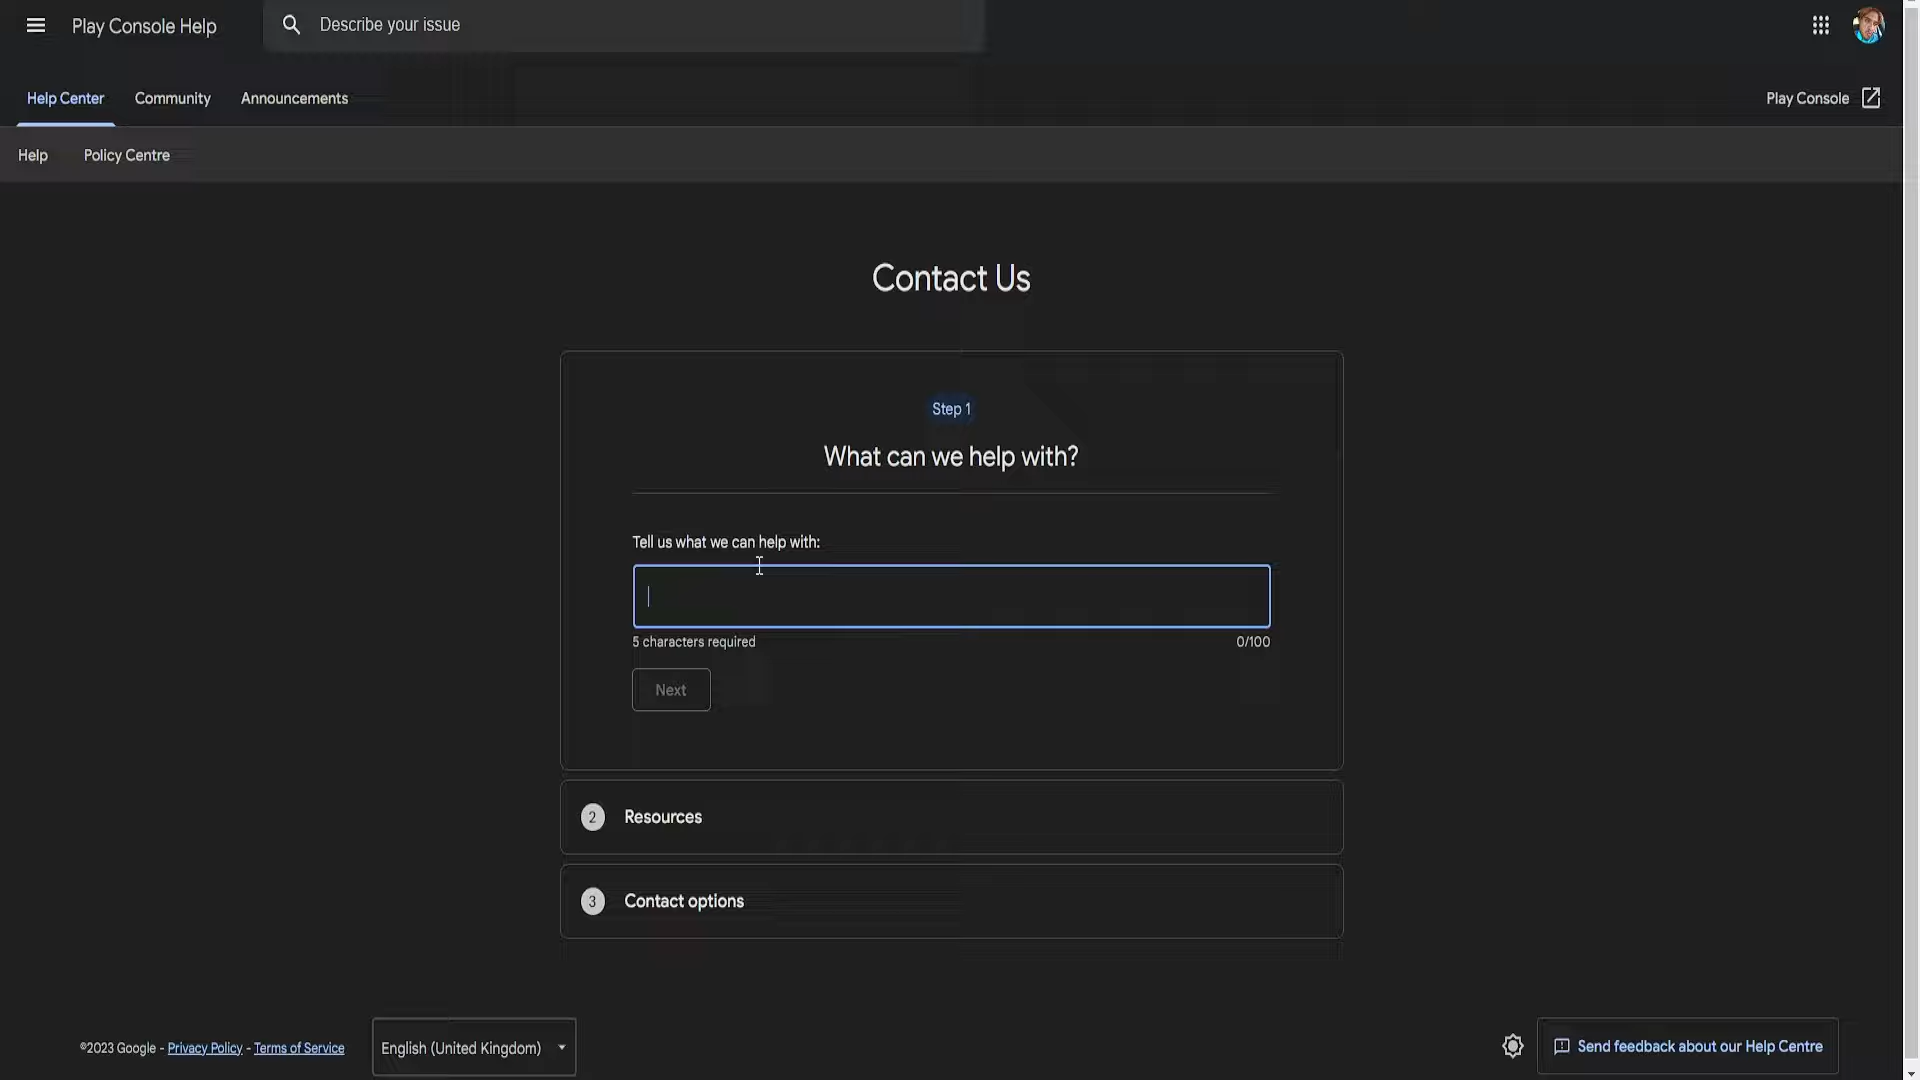 Play Console Help
Describe your issue
Help Center Community Announcements
Play Console
Help Policy Centre
Contact Us
Step 1
What can we help with?
Tell us what we can help with:
5 characters required 0/100
Next
2 Resources
3 Contact options
©2023 Google - Privacy Policy - Terms of Service
English (United Kingdom)
Send feedback about our Help Centre